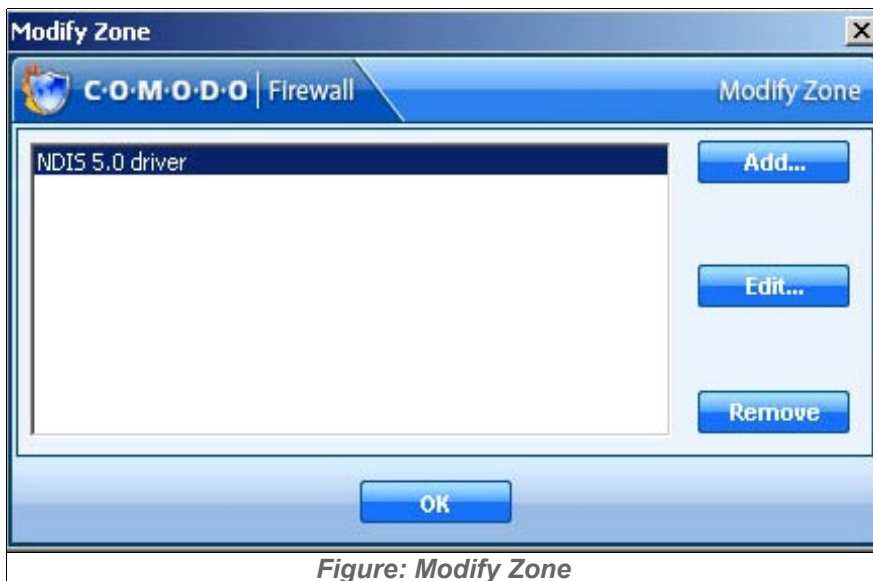 Modify Zone
C·O·M·O·D·O | Firewall
Modify Zone
NDIS 5.0 driver
Add...
Edit...
Remove
OK
Figure: Modify Zone